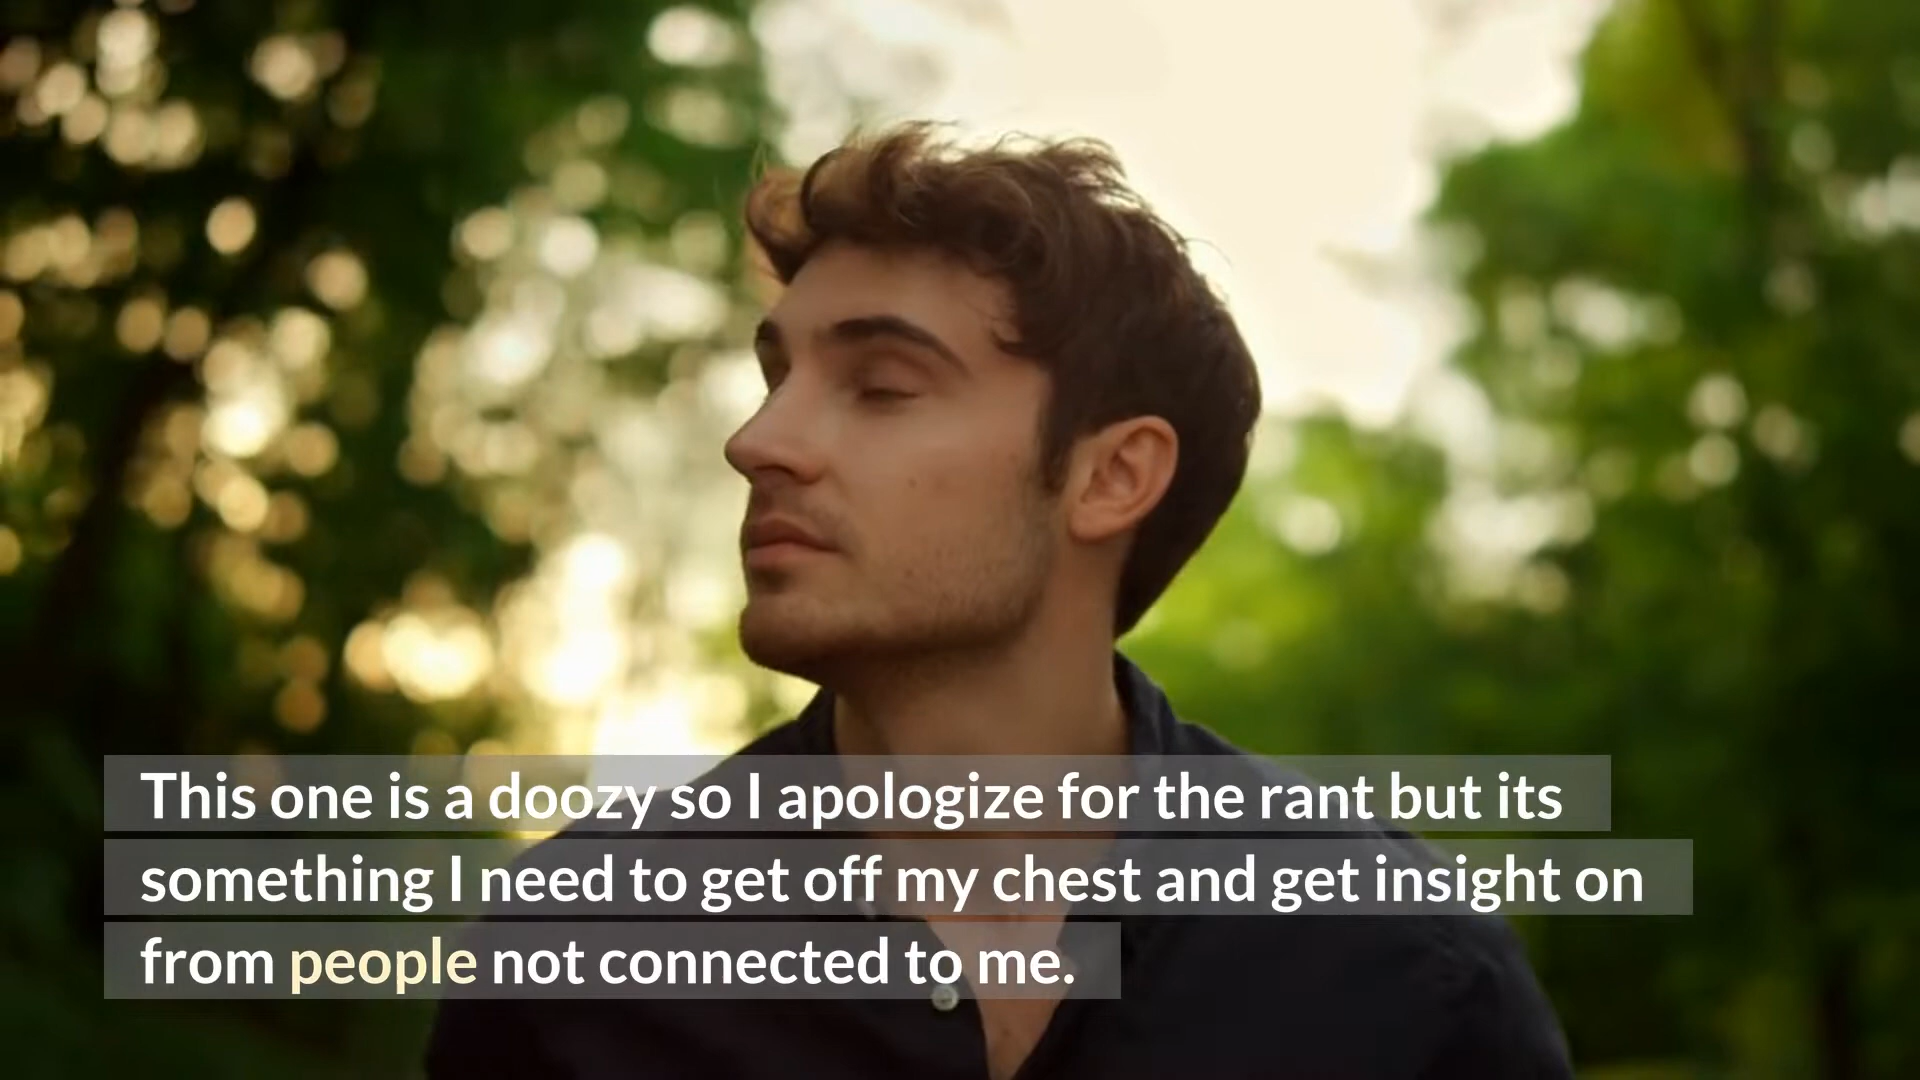 This one is a doozy so I apologize for the rant but its
something I need to get off my chest and get insight on
from people not connected to me.